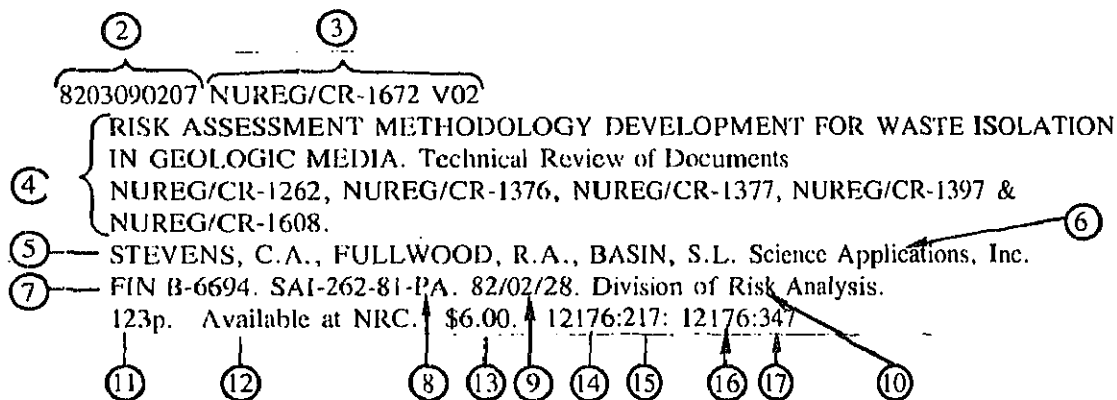 2 3
8203090207 NUREG/CR-1672 V02
RISK ASSESSMENT METHODOLOGY DEVELOPMENT FOR WASTE ISOLATION
IN GEOLOGIC MEDIA. Technical Review of Documents
4 NUREG/CR-1262, NUREG/CR-1376, NUREG/CR-1377, NUREG/CR-1397 &
NUREG/CR-1608. 6
5 STEVENS, C.A., FULLWOOD, R.A., BASIN, S.L. Science Applications, Inc.
7 FIN B-6694. SAI-262-81-PA. 82/02/28. Division of Risk Analysis.
123p. Available at NRC. $6.00. 12176:217: 12176:347
11 12 8 13 9 14 15 16 17 10